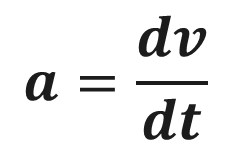 a = dv/dt